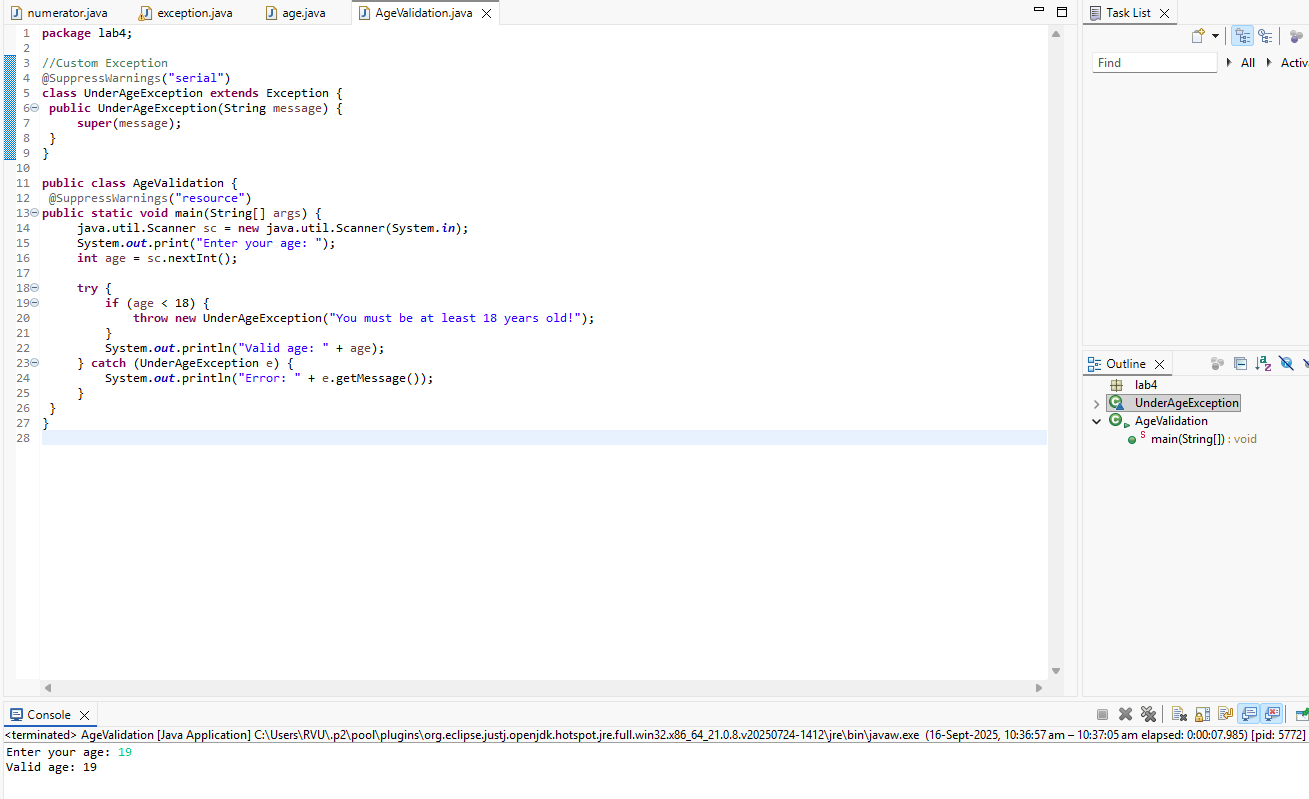 numerator.java exception.java age.java AgeValidation.java
1 package lab4;
2
3 //Custom Exception
4 @SuppressWarnings("serial")
5 class UnderAgeException extends Exception {
6 public UnderAgeException(String message) {
7 super(message);
8 }
9 }
10
11 public class AgeValidation {
12 @SuppressWarnings("resource")
13 public static void main(String[] args) {
14 java.util.Scanner sc = new java.util.Scanner(System.in);
15 System.out.print("Enter your age: ");
16 int age = sc.nextInt();
17
18 try {
19 if (age < 18) {
20 throw new UnderAgeException("You must be at least 18 years old!");
21 }
22 System.out.println("Valid age: " + age);
23 } catch (UnderAgeException e) {
24 System.out.println("Error: " + e.getMessage());
25 }
26 }
27 }
28
Task List
Find All Activ
Outline
lab4
UnderAgeException
AgeValidation
main(String[]) : void
Console
<terminated> AgeValidation [Java Application] C:\Users\RVU\.p2\pool\plugins\org.eclipse.justj.openjdk.hotspot.jre.full.win32.x86_64_21.0.8.v20250724-1412\jre\bin\javaw.exe (16-Sept-2025, 10:36:57 am – 10:37:05 am elapsed: 0:00:07.985) [pid: 5772]
Enter your age: 19
Valid age: 19